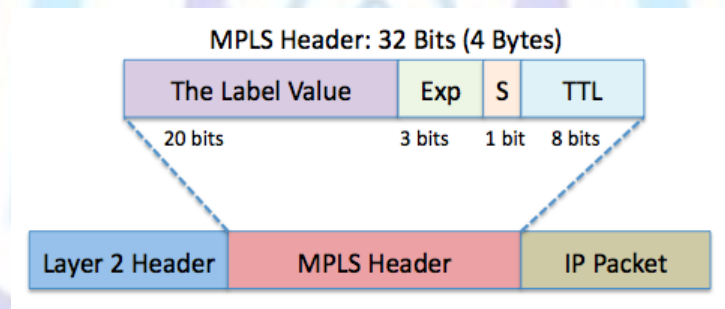 MPLS Header: 32 Bits (4 Bytes)
The Label Value Exp S TTL
20 bits 3 bits 1 bit 8 bits
Layer 2 Header MPLS Header IP Packet